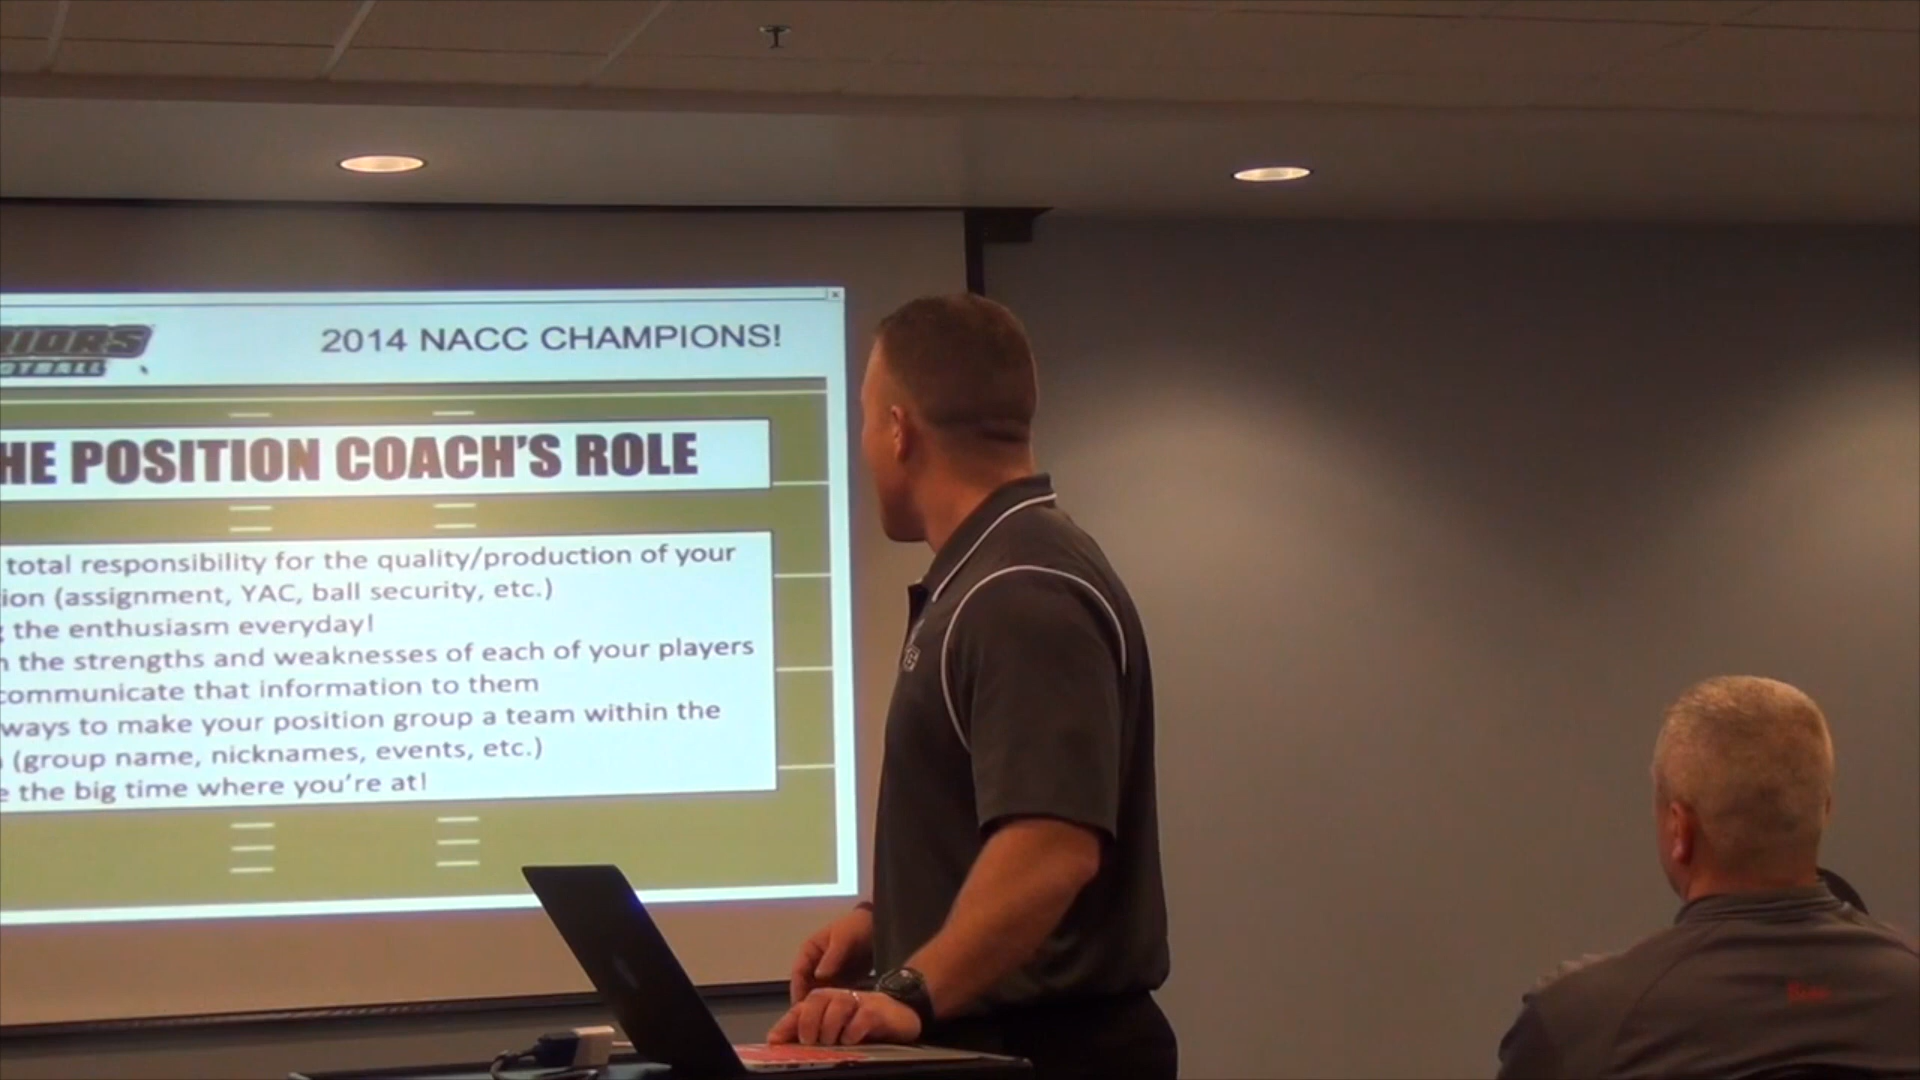 RIORS
OTBALL
2014 NACC CHAMPIONS!
HE POSITION COACH'S ROLE
total responsibility for the quality/production of your
ion (assignment, YAC, ball security, etc.)
the enthusiasm everyday!
the strengths and weaknesses of each of your players
communicate that information to them
ways to make your position group a team within the
(group name, nicknames, events, etc.)
e the big time where you're at!